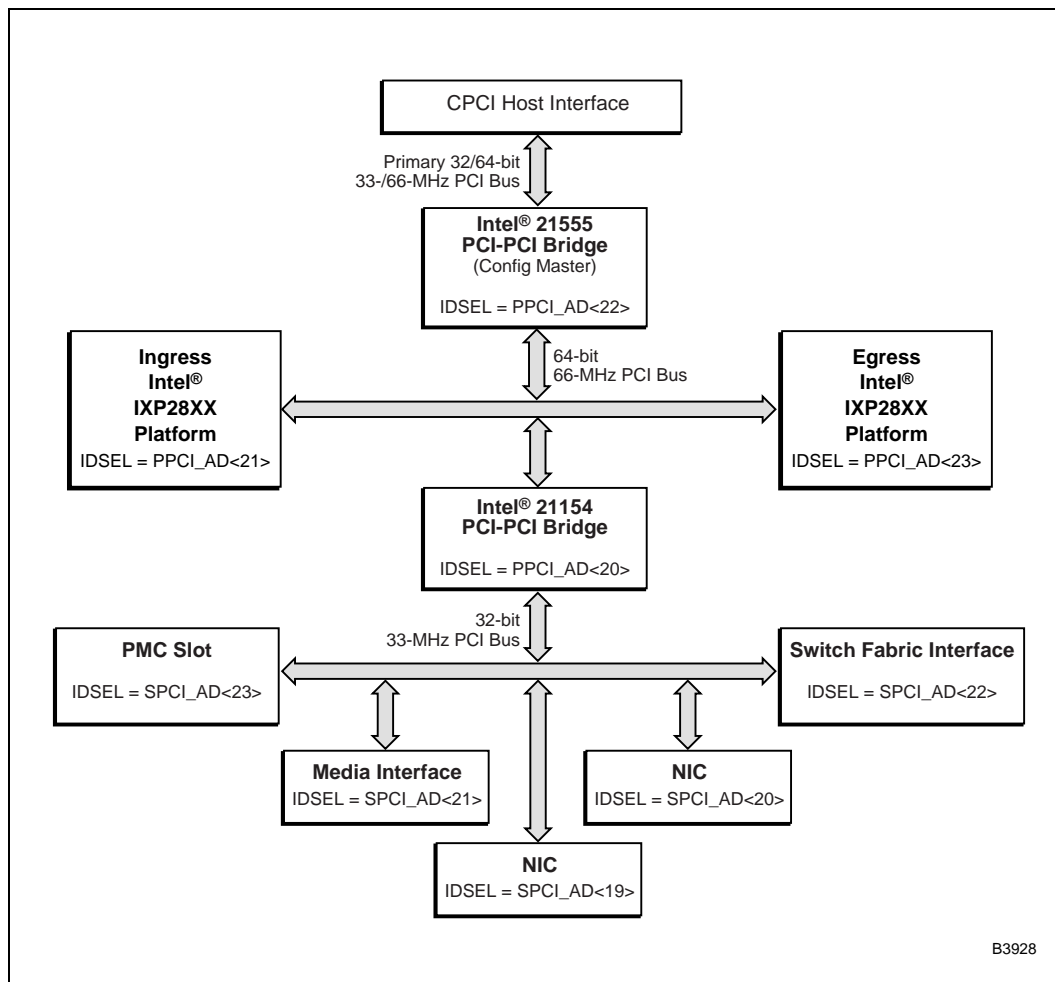 CPCI Host Interface
Primary 32/64-bit
33-/66-MHz PCI Bus
Intel® 21555
PCI-PCI Bridge
(Config Master)
IDSEL = PPCI_AD<22>
64-bit
66-MHz PCI Bus
Ingress
Intel®
IXP28XX
Platform
IDSEL = PPCI_AD<21>
Egress
Intel®
IXP28XX
Platform
IDSEL = PPCI_AD<23>
Intel® 21154
PCI-PCI Bridge
IDSEL = PPCI_AD<20>
32-bit
33-MHz PCI Bus
PMC Slot
IDSEL = SPCI_AD<23>
Switch Fabric Interface
IDSEL = SPCI_AD<22>
Media Interface
IDSEL = SPCI_AD<21>
NIC
IDSEL = SPCI_AD<20>
NIC
IDSEL = SPCI_AD<19>
B3928